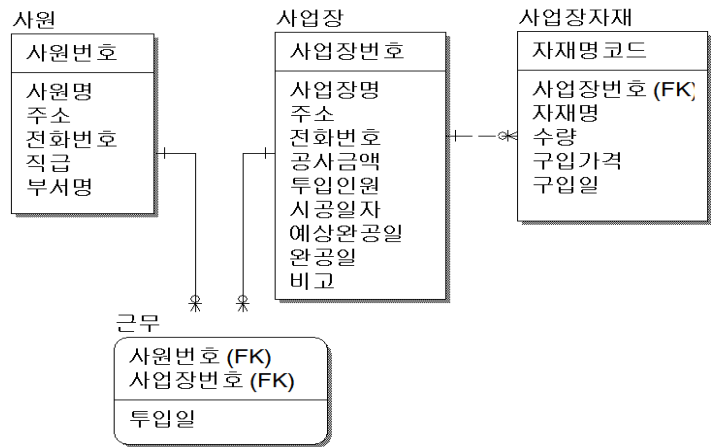 사원
사원번호
사원명
주소
전화번호
직급
부서명
사업장
사업장번호
사업장명
주소
전화번호
공사금액
투입인원
시공일자
예상완공일
완공일
비고
사업장자재
자재명코드
사업장번호 (FK)
자재명
수량
구입가격
구입일
근무
사원번호 (FK)
사업장번호 (FK)
투입일